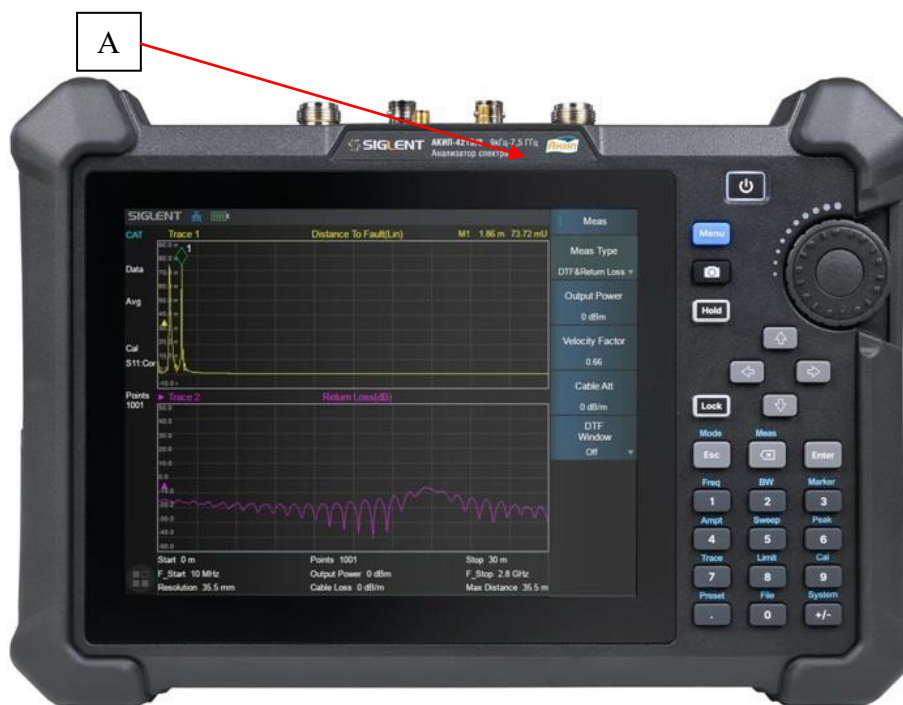 A
SIGLENT АКИП-4215/3 9кГц-7,5 ГГц
Анализатор спектра
АКИП
SIGLENT
CAT
Trace 1 Distance To Fault(Lin) M1 1.86 m 73.72 mU
1
Data
Avg
Cal
S11:Cor
Points
1001
Trace 2 Return Loss(dB)
Start 0 m Points 1001 Stop 30 m
F_Start 10 MHz Output Power 0 dBm F_Stop 2.8 GHz
Resolution 35.5 mm Cable Loss 0 dB/m Max Distance 35.5 m
Meas
Meas Type
DTF&Return Loss
Output Power
0 dBm
Velocity Factor
0.66
Cable Att
0 dB/m
DTF
Window
Off
Menu
Hold
Lock
Mode Meas
Esc Enter
Freq BW Marker
1 2 3
Ampt Sweep Peak
4 5 6
Trace Limit Cal
7 8 9
Preset File System
. 0 +/-